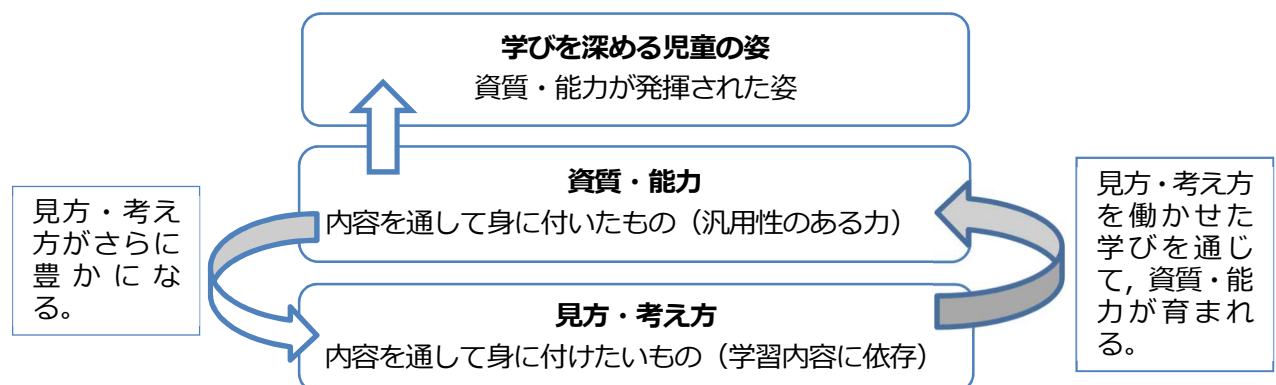 学びを深める児童の姿
資質・能力が発揮された姿
資質・能力
内容を通して身に付いたもの（汎用性のある力）
見方・考え
方がさらに
豊かにな
る。
見方・考え方
を働かせた
学びを通じ
て, 資質・能
力が育まれ
る。
見方・考え方
内容を通して身に付けたいもの（学習内容に依存）